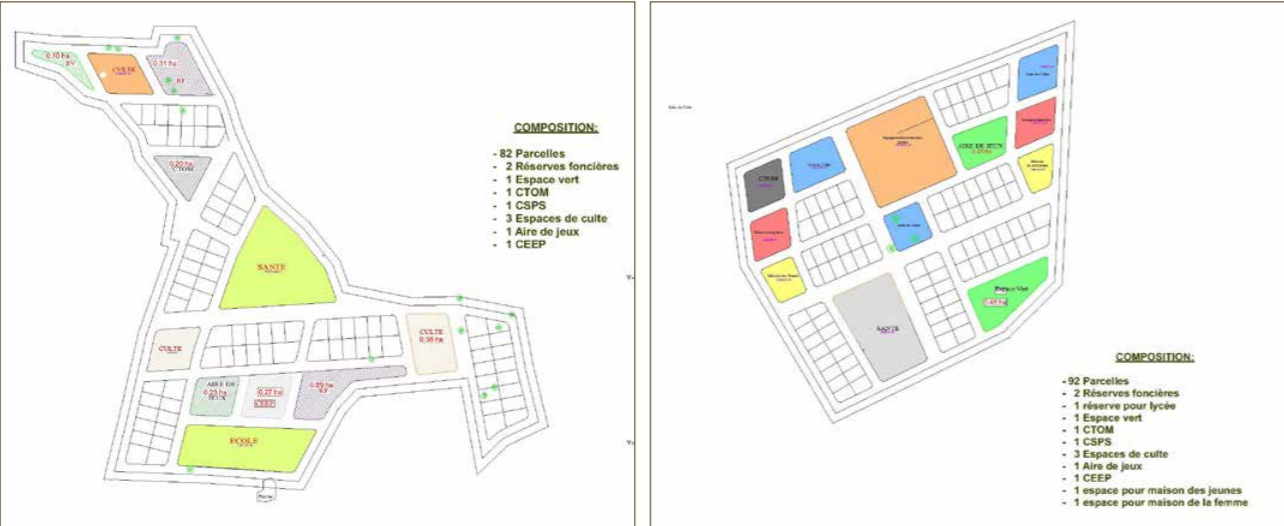 0.10 ha
EV
CULTE
0.31 ha
RF
0.20 ha
CTOM
SANTE
CULTE
CULTE
0.38 ha
AIRE DE
0.23 ha
JEUX
0.27 ha
CEEP
0.89 ha
RF
ECOLE
COMPOSITION:
- 82 Parcelles
- 2 Réserves foncières
- 1 Espace vert
- 1 CTOM
- 1 CSPS
- 3 Espaces de culte
- 1 Aire de jeux
- 1 CEEP
CTOM
AIRE DE JEUX
SANTE
Espace Vert
COMPOSITION:
- 92 Parcelles
- 2 Réserves foncières
- 1 réserve pour lycée
- 1 Espace vert
- 1 CTOM
- 1 CSPS
- 3 Espaces de culte
- 1 Aire de jeux
- 1 CEEP
- 1 espace pour maison des jeunes
- 1 espace pour maison de la femme